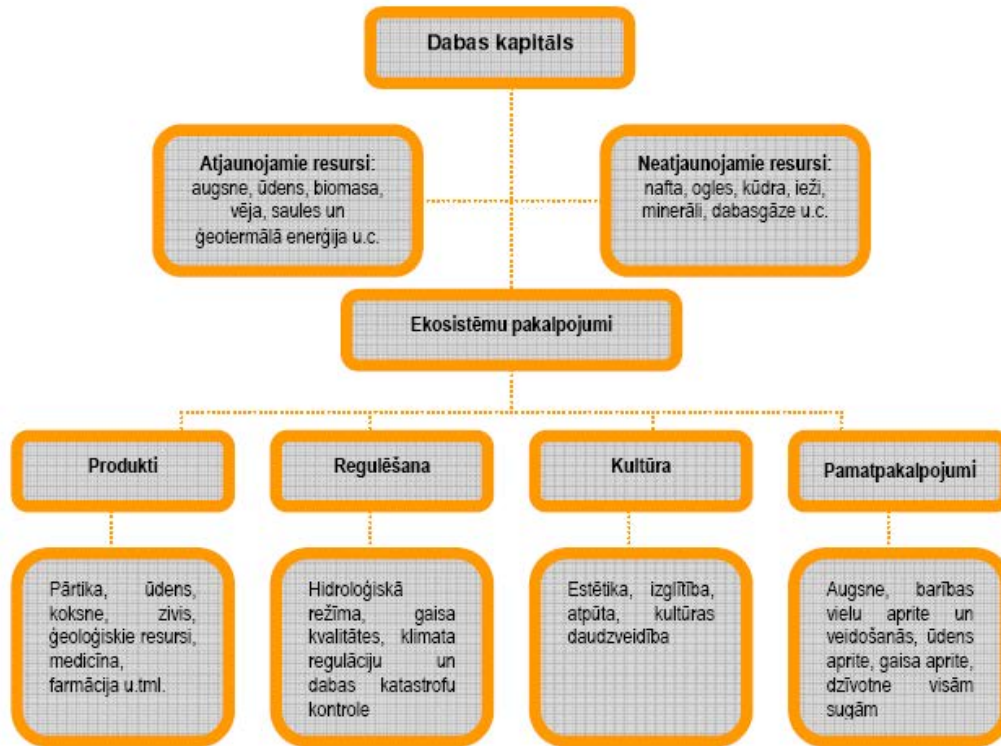 Dabas kapitāls
Atjaunojamie resursi:
augsne, ūdens, biomasa,
vēja, saules un
ģeotermālā enerģija u.c.
Neatjaunojamie resursi:
nafta, ogles, kūdra, ieži,
minerāli, dabasgāze u.c.
Ekosistēmu pakalpojumi
Produkti
Regulēšana
Kultūra
Pamatpakalpojumi
Pārtika, ūdens,
koksne, zivis,
ģeoloģiskie resursi,
medicīna,
farmācija u.tml.
Hidroloģiskā
režīma, gaisa
kvalitātes, klimata
regulāciju un
dabas katastrofu
kontrole
Estētika, izglītība,
atpūta, kultūras
daudzveidība
Augsne, barības
vielu aprite un
veidošanās, ūdens
aprite, gaisa aprite,
dzīvotne visām
sugām